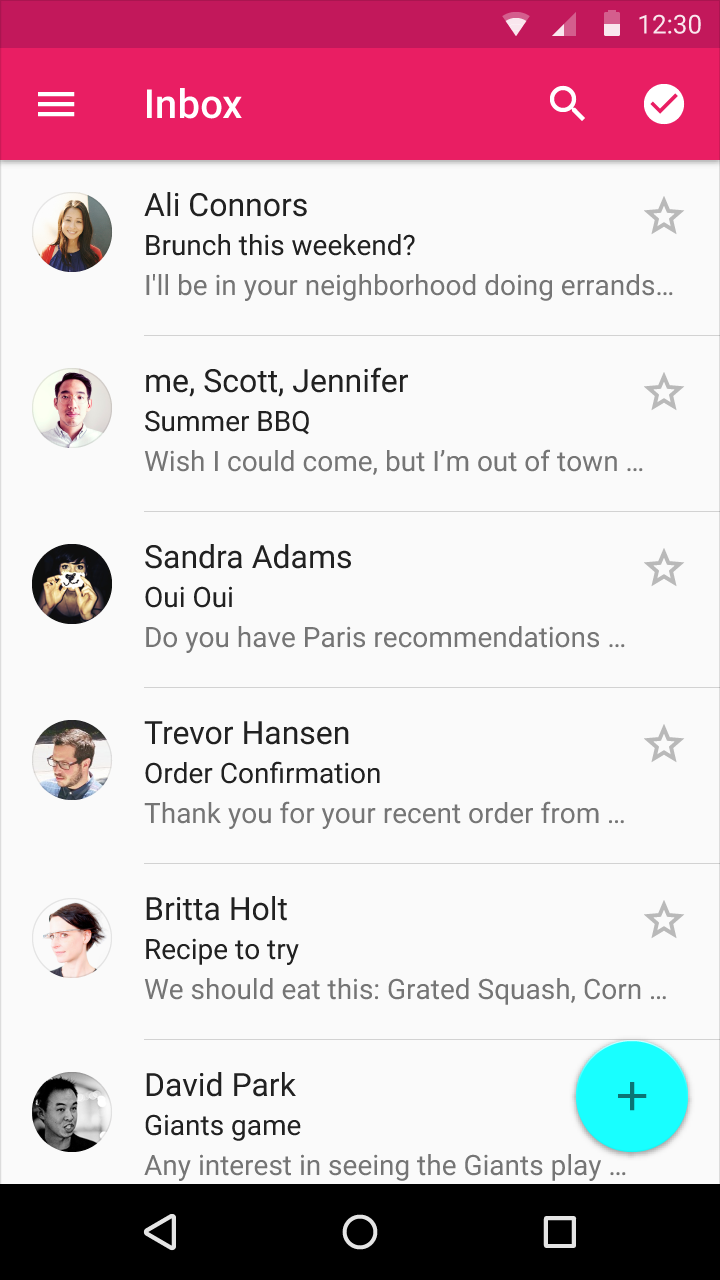 12:30
Inbox
Ali Connors
Brunch this weekend?
I'll be in your neighborhood doing errands…
me, Scott, Jennifer
Summer BBQ
Wish I could come, but I’m out of town …
Sandra Adams
Oui Oui
Do you have Paris recommendations …
Trevor Hansen
Order Confirmation
Thank you for your recent order from …
Britta Holt
Recipe to try
We should eat this: Grated Squash, Corn …
David Park
Giants game
Any interest in seeing the Giants play …